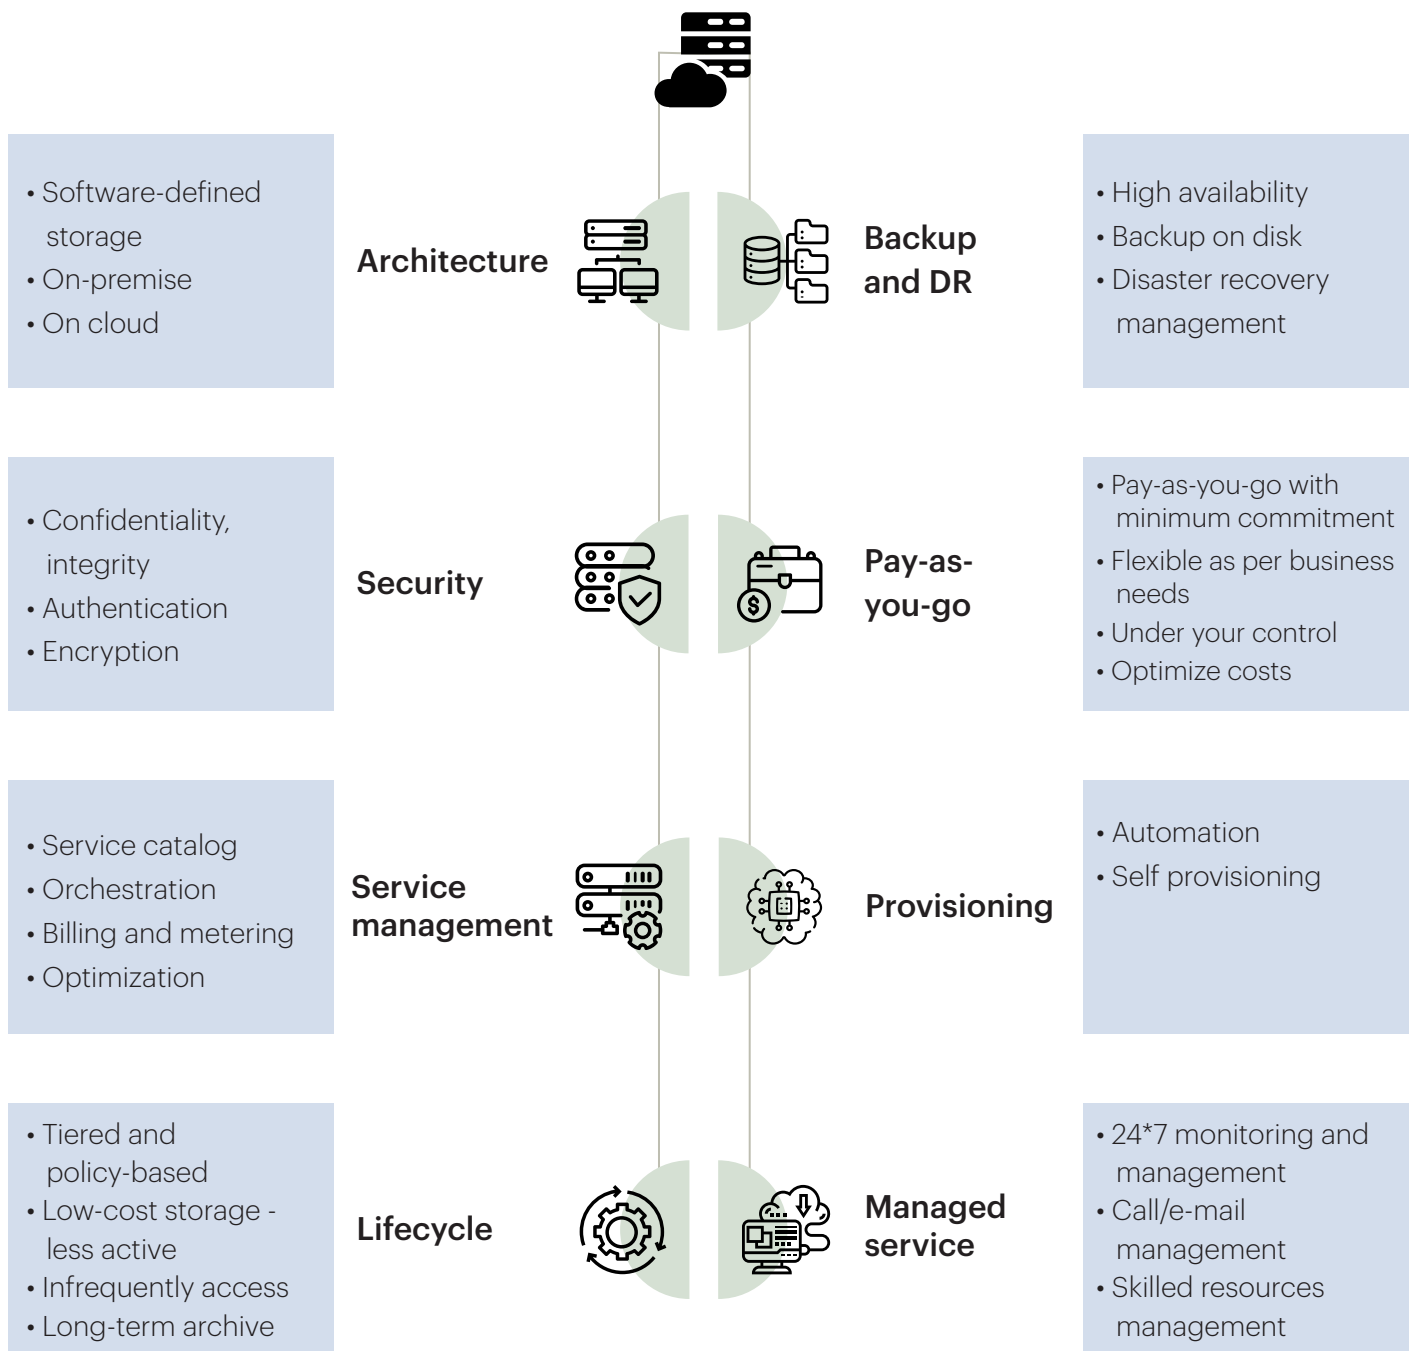 • Software-defined
storage
• On-premise
• On cloud
Architecture
Backup
and DR
• High availability
• Backup on disk
• Disaster recovery
management
• Confidentiality,
integrity
• Authentication
• Encryption
Security
Pay-as-
you-go
• Pay-as-you-go with
minimum commitment
• Flexible as per business
needs
• Under your control
• Optimize costs
• Service catalog
• Orchestration
• Billing and metering
• Optimization
Service
management
Provisioning
• Automation
• Self provisioning
• Tiered and
policy-based
• Low-cost storage -
less active
• Infrequently access
• Long-term archive
Lifecycle
Managed
service
• 24*7 monitoring and
management
• Call/e-mail
management
• Skilled resources
management